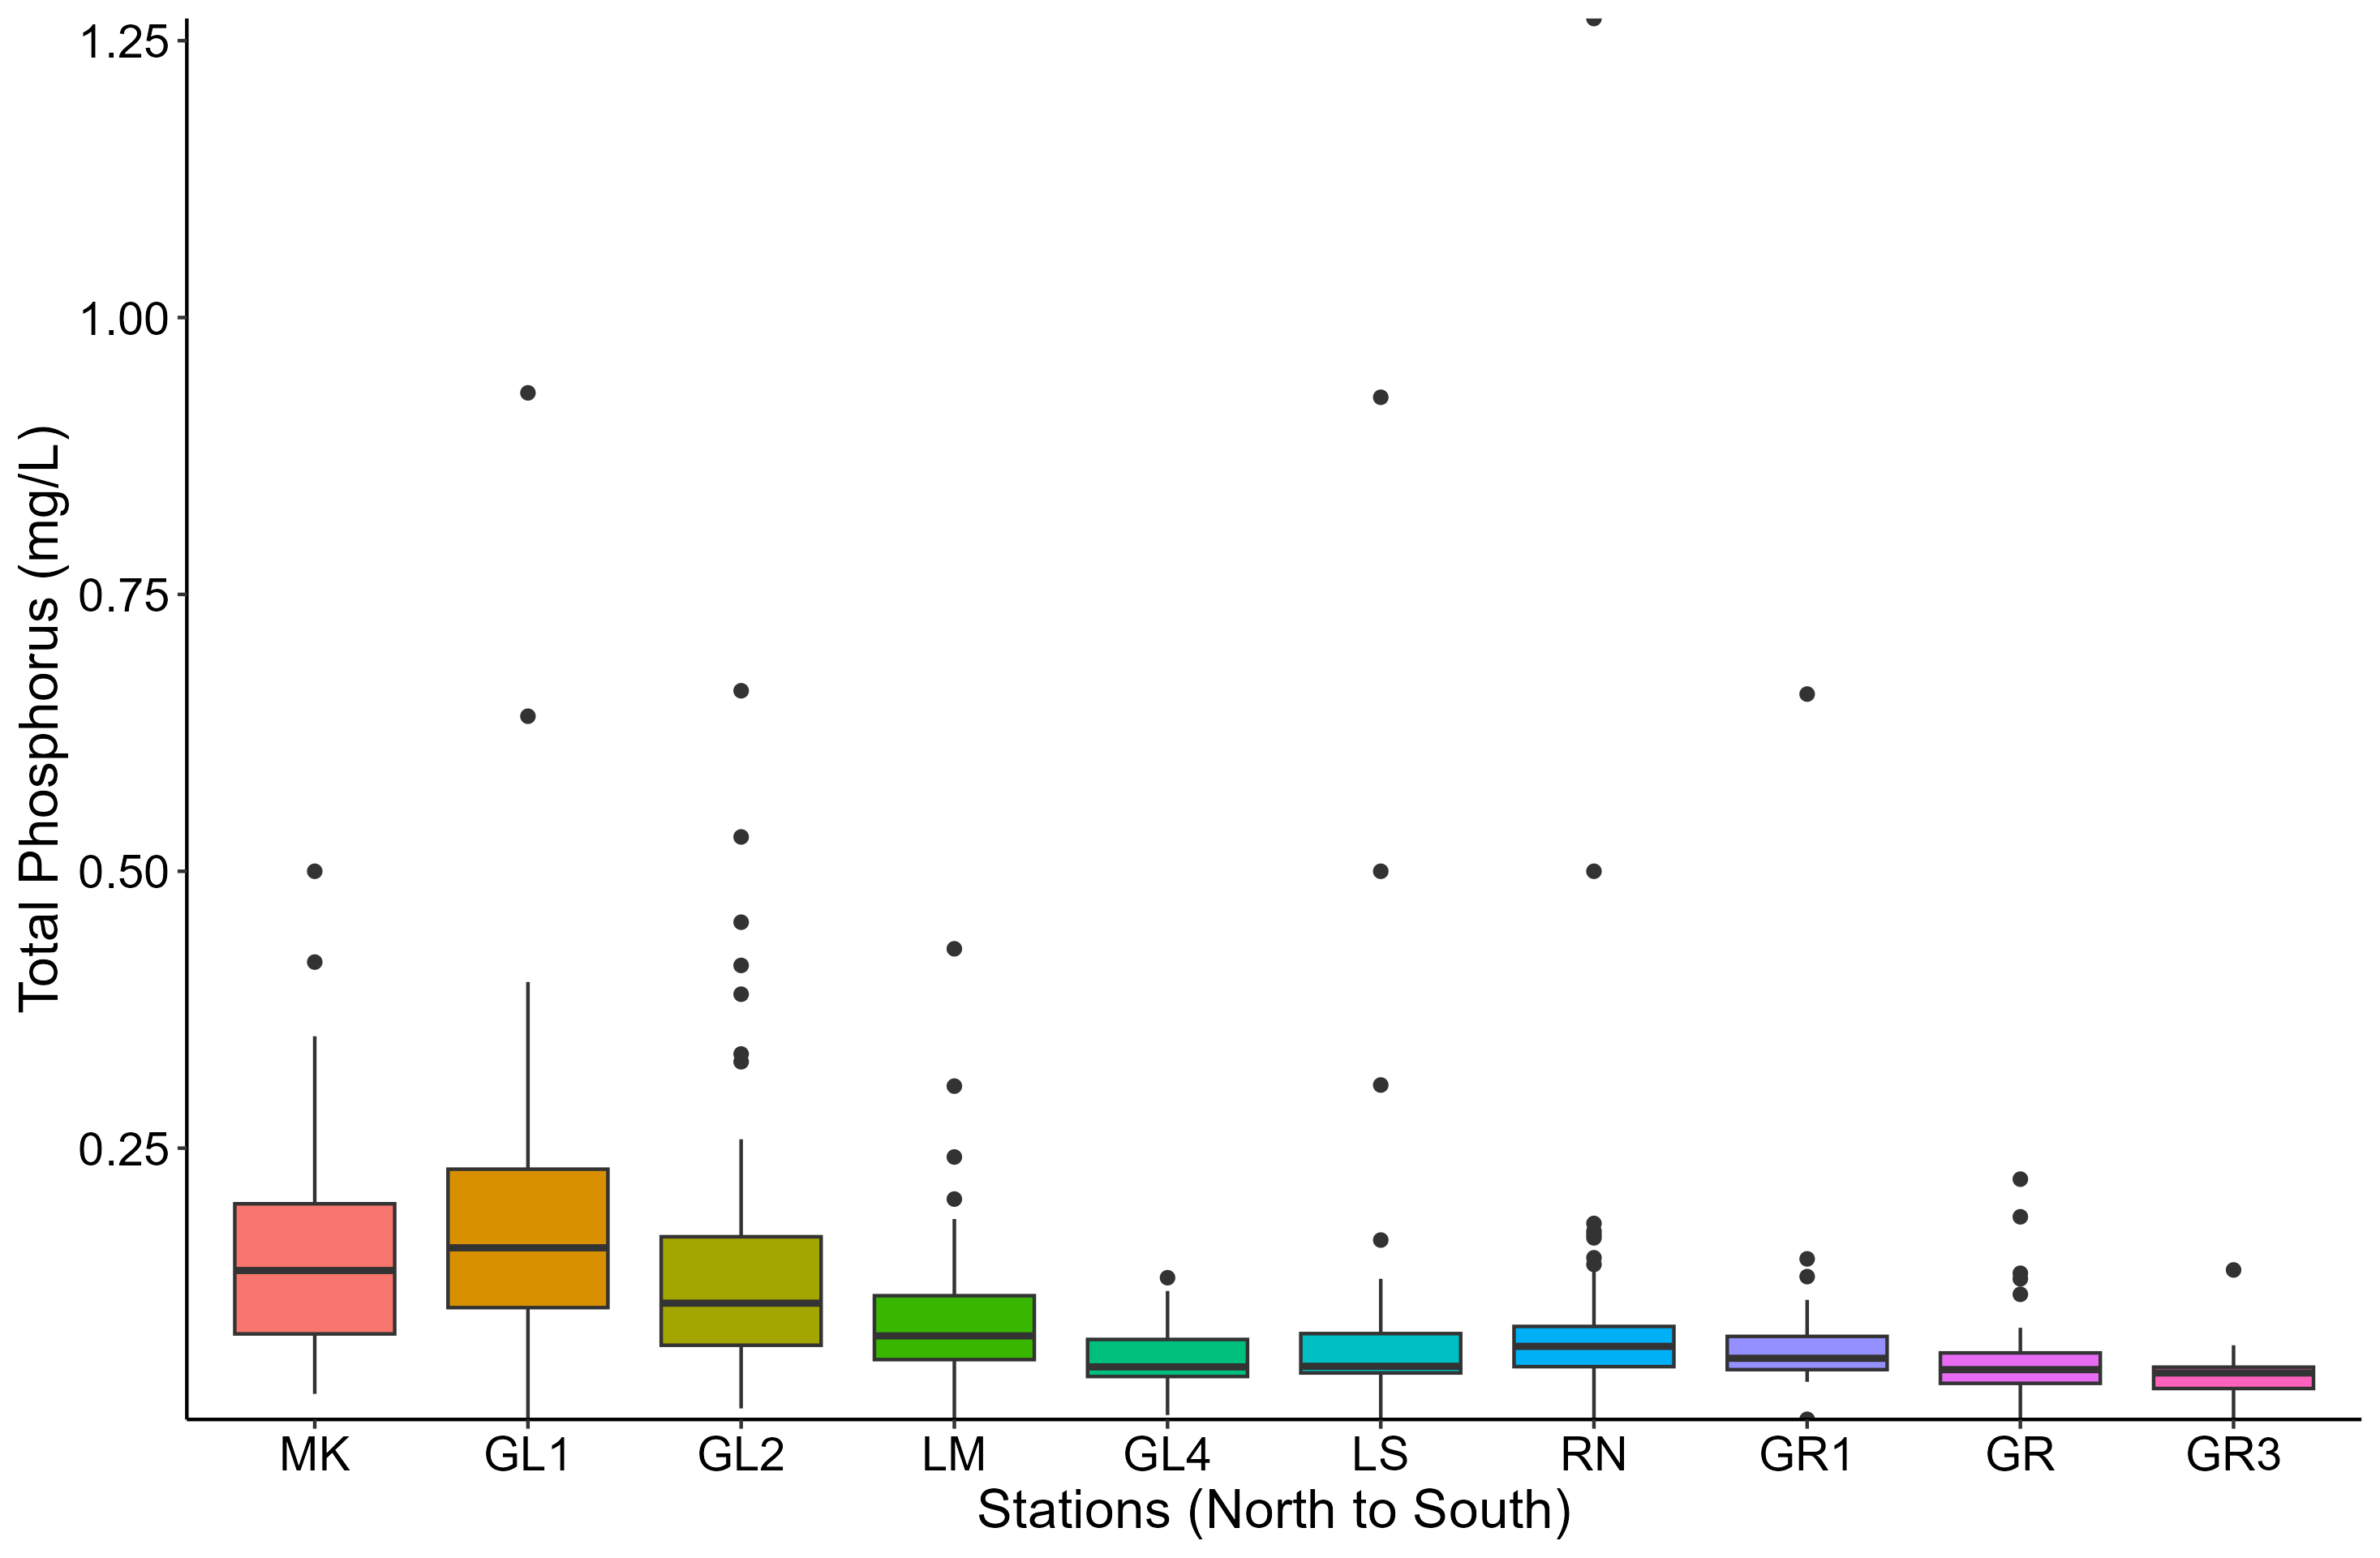 1.25
1.00
0.75
0.50
0.25
Total Phosphorus (mg/L)
MK GL1 GL2 LM GL4 LS RN GR1 GR GR3
Stations (North to South)